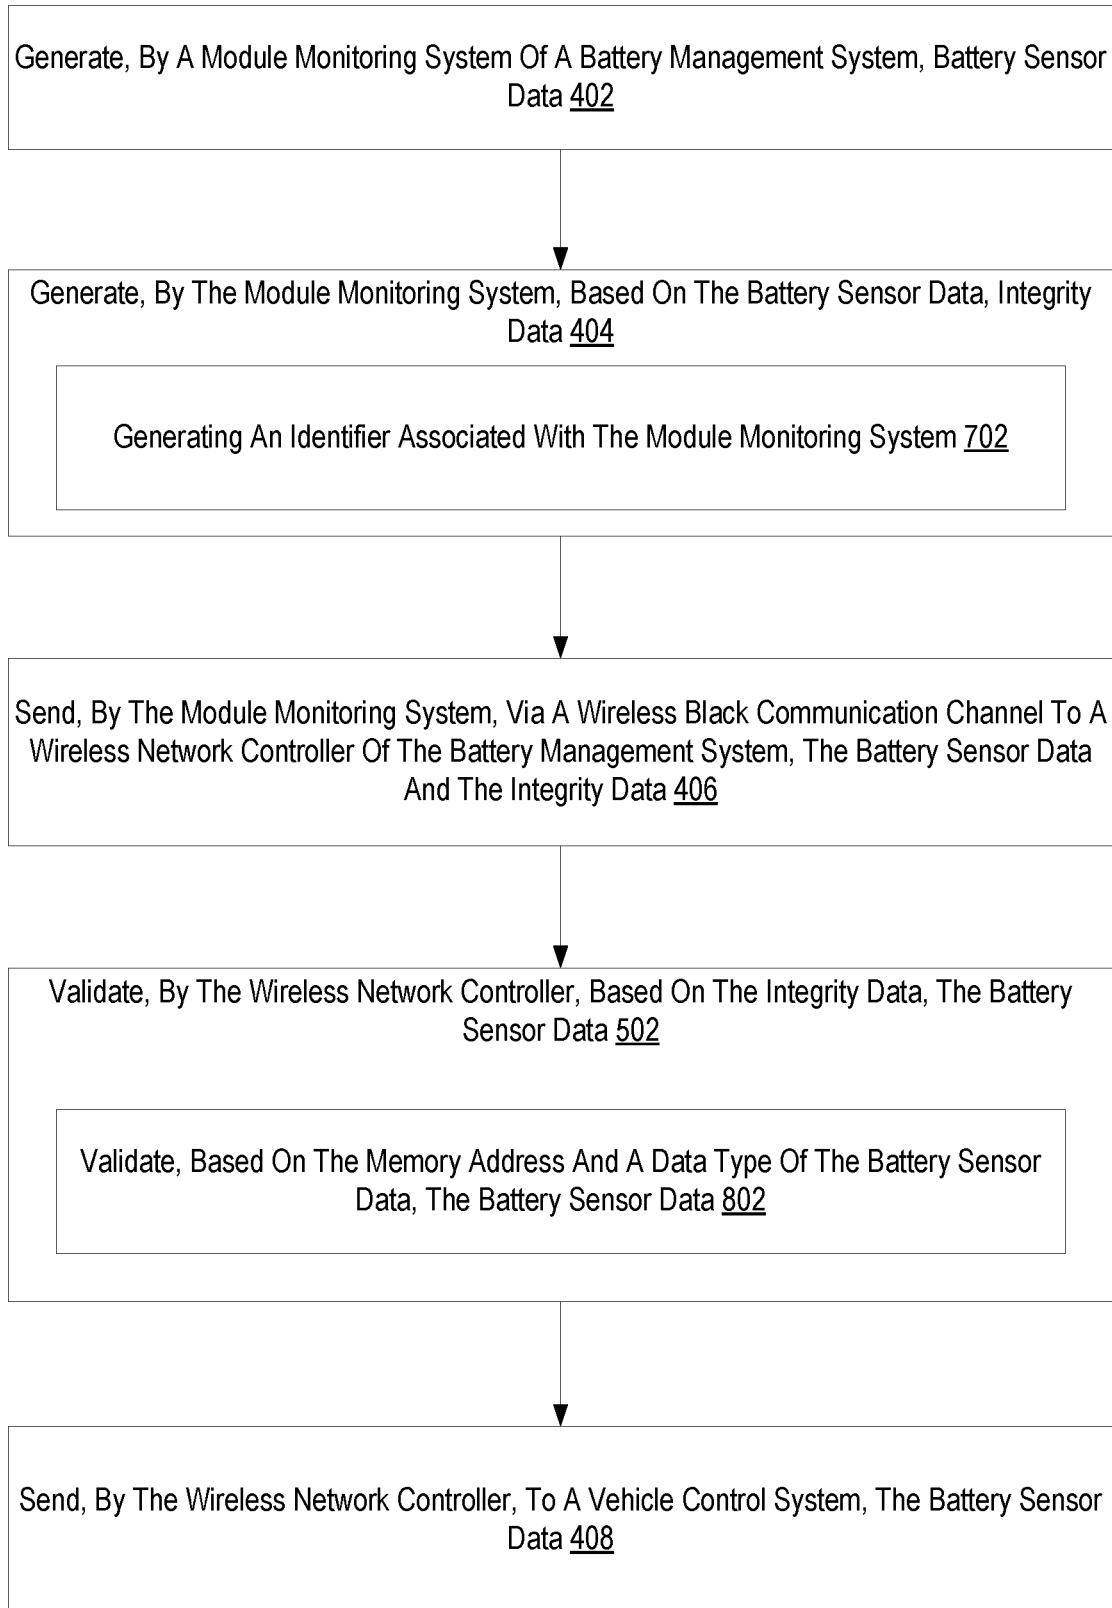 Generate, By A Module Monitoring System Of A Battery Management System, Battery Sensor
Data 402
Generate, By The Module Monitoring System, Based On The Battery Sensor Data, Integrity
Data 404
Generating An Identifier Associated With The Module Monitoring System 702
Send, By The Module Monitoring System, Via A Wireless Black Communication Channel To A
Wireless Network Controller Of The Battery Management System, The Battery Sensor Data
And The Integrity Data 406
Validate, By The Wireless Network Controller, Based On The Integrity Data, The Battery
Sensor Data 502
Validate, Based On The Memory Address And A Data Type Of The Battery Sensor
Data, The Battery Sensor Data 802
Send, By The Wireless Network Controller, To A Vehicle Control System, The Battery Sensor
Data 408